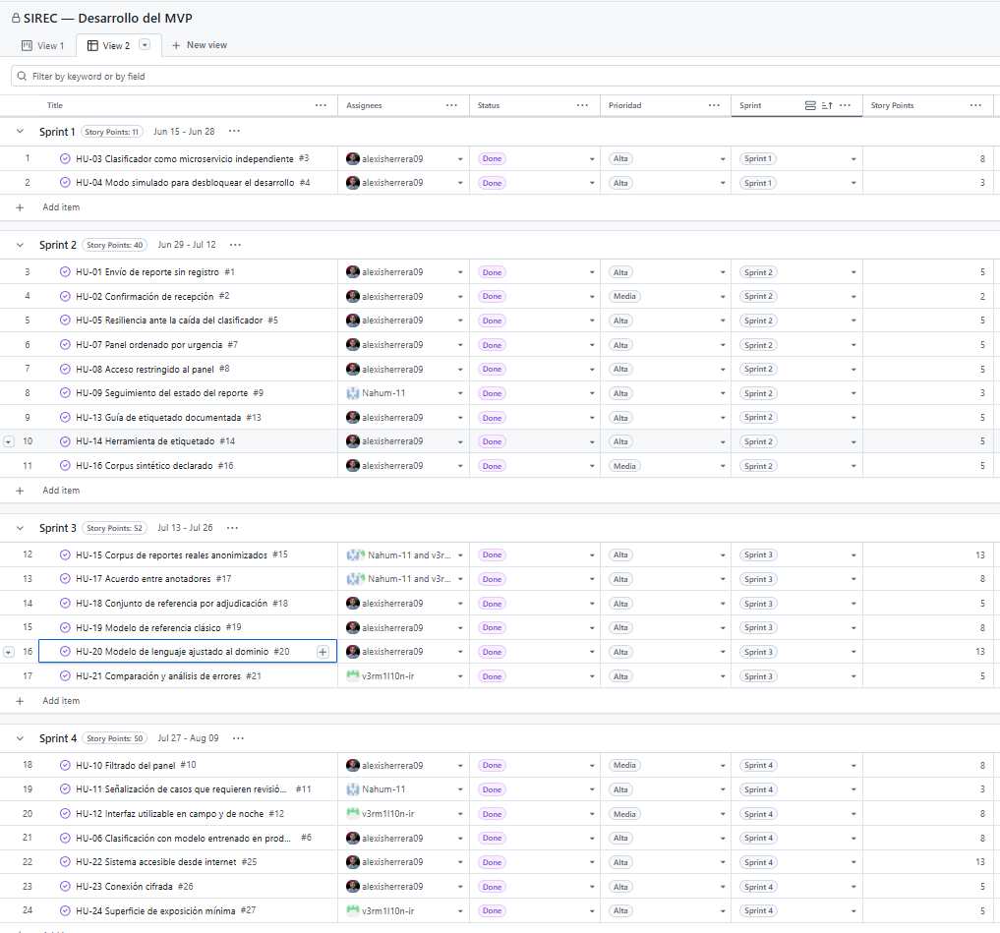 SIREC — Desarrollo del MVP
View 1 View 2 New view
Filter by keyword or by field
Title ... Assignees ... Status ... Prioridad ... Sprint ... Story Points ...
Sprint 1 Story Points: 11 Jun 15 - Jun 28 ...
1 HU-03 Clasificador como microservicio independiente #3 alexisherrera09 Done Alta Sprint 1 8
2 HU-04 Modo simulado para desbloquear el desarrollo #4 alexisherrera09 Done Alta Sprint 1 3
+ Add item
Sprint 2 Story Points: 40 Jun 29 - Jul 12 ...
3 HU-01 Envío de reporte sin registro #1 alexisherrera09 Done Alta Sprint 2 5
4 HU-02 Confirmación de recepción #2 alexisherrera09 Done Media Sprint 2 2
5 HU-05 Resiliencia ante la caída del clasificador #5 alexisherrera09 Done Alta Sprint 2 5
6 HU-07 Panel ordenado por urgencia #7 alexisherrera09 Done Alta Sprint 2 5
7 HU-08 Acceso restringido al panel #8 alexisherrera09 Done Alta Sprint 2 5
8 HU-09 Seguimiento del estado del reporte #9 Nahum-11 Done Alta Sprint 2 3
9 HU-13 Guía de etiquetado documentada #13 alexisherrera09 Done Alta Sprint 2 5
10 HU-14 Herramienta de etiquetado #14 alexisherrera09 Done Alta Sprint 2 5
11 HU-16 Corpus sintético declarado #16 alexisherrera09 Done Media Sprint 2 5
+ Add item
Sprint 3 Story Points: 52 Jul 13 - Jul 26 ...
12 HU-15 Corpus de reportes reales anonimizados #15 Nahum-11 and v3r... Done Alta Sprint 3 13
13 HU-17 Acuerdo entre anotadores #17 Nahum-11 and v3r... Done Alta Sprint 3 8
14 HU-18 Conjunto de referencia por adjudicación #18 alexisherrera09 Done Alta Sprint 3 5
15 HU-19 Modelo de referencia clásico #19 alexisherrera09 Done Alta Sprint 3 8
16 HU-20 Modelo de lenguaje ajustado al dominio #20 alexisherrera09 Done Alta Sprint 3 13
17 HU-21 Comparación y análisis de errores #21 v3rm1l10n-ir Done Alta Sprint 3 5
+ Add item
Sprint 4 Story Points: 50 Jul 27 - Aug 09 ...
18 HU-10 Filtrado del panel #10 alexisherrera09 Done Media Sprint 4 8
19 HU-11 Señalización de casos que requieren revisió... #11 Nahum-11 Done Alta Sprint 4 3
20 HU-12 Interfaz utilizable en campo y de noche #12 v3rm1l10n-ir Done Media Sprint 4 8
21 HU-06 Clasificación con modelo entrenado en prod... #6 alexisherrera09 Done Alta Sprint 4 8
22 HU-22 Sistema accesible desde internet #25 alexisherrera09 Done Alta Sprint 4 13
23 HU-23 Conexión cifrada #26 alexisherrera09 Done Alta Sprint 4 5
24 HU-24 Superficie de exposición mínima #27 v3rm1l10n-ir Done Alta Sprint 4 5